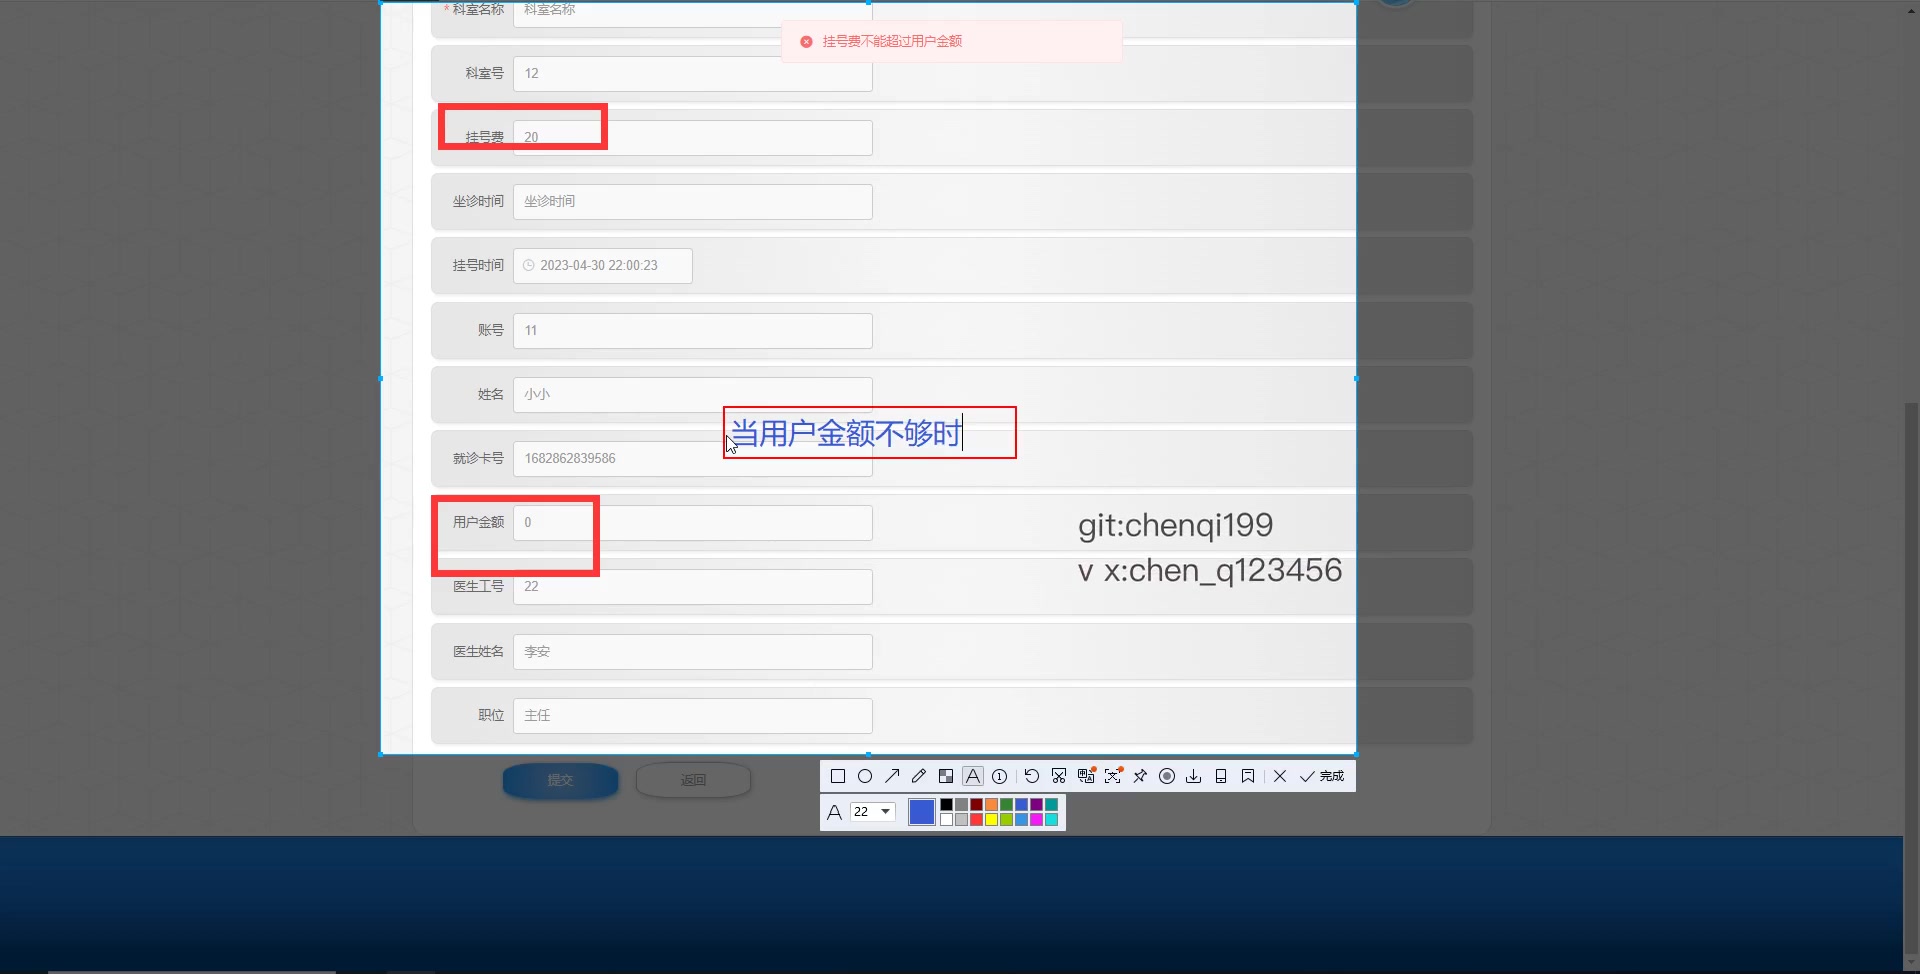 * 科室名称 科室名称
挂号费不能超过用户金额
科室号 12
挂号费 20
坐诊时间 坐诊时间
挂号时间 2023-04-30 22:00:23
账号 11
姓名 小小
当用户金额不够时
就诊卡号 1682862839586
用户金额 0
git:chenqi199
v x:chen_q123456
医生工号 22
医生姓名 李安
职位 主任
提交 返回
完成
A 22